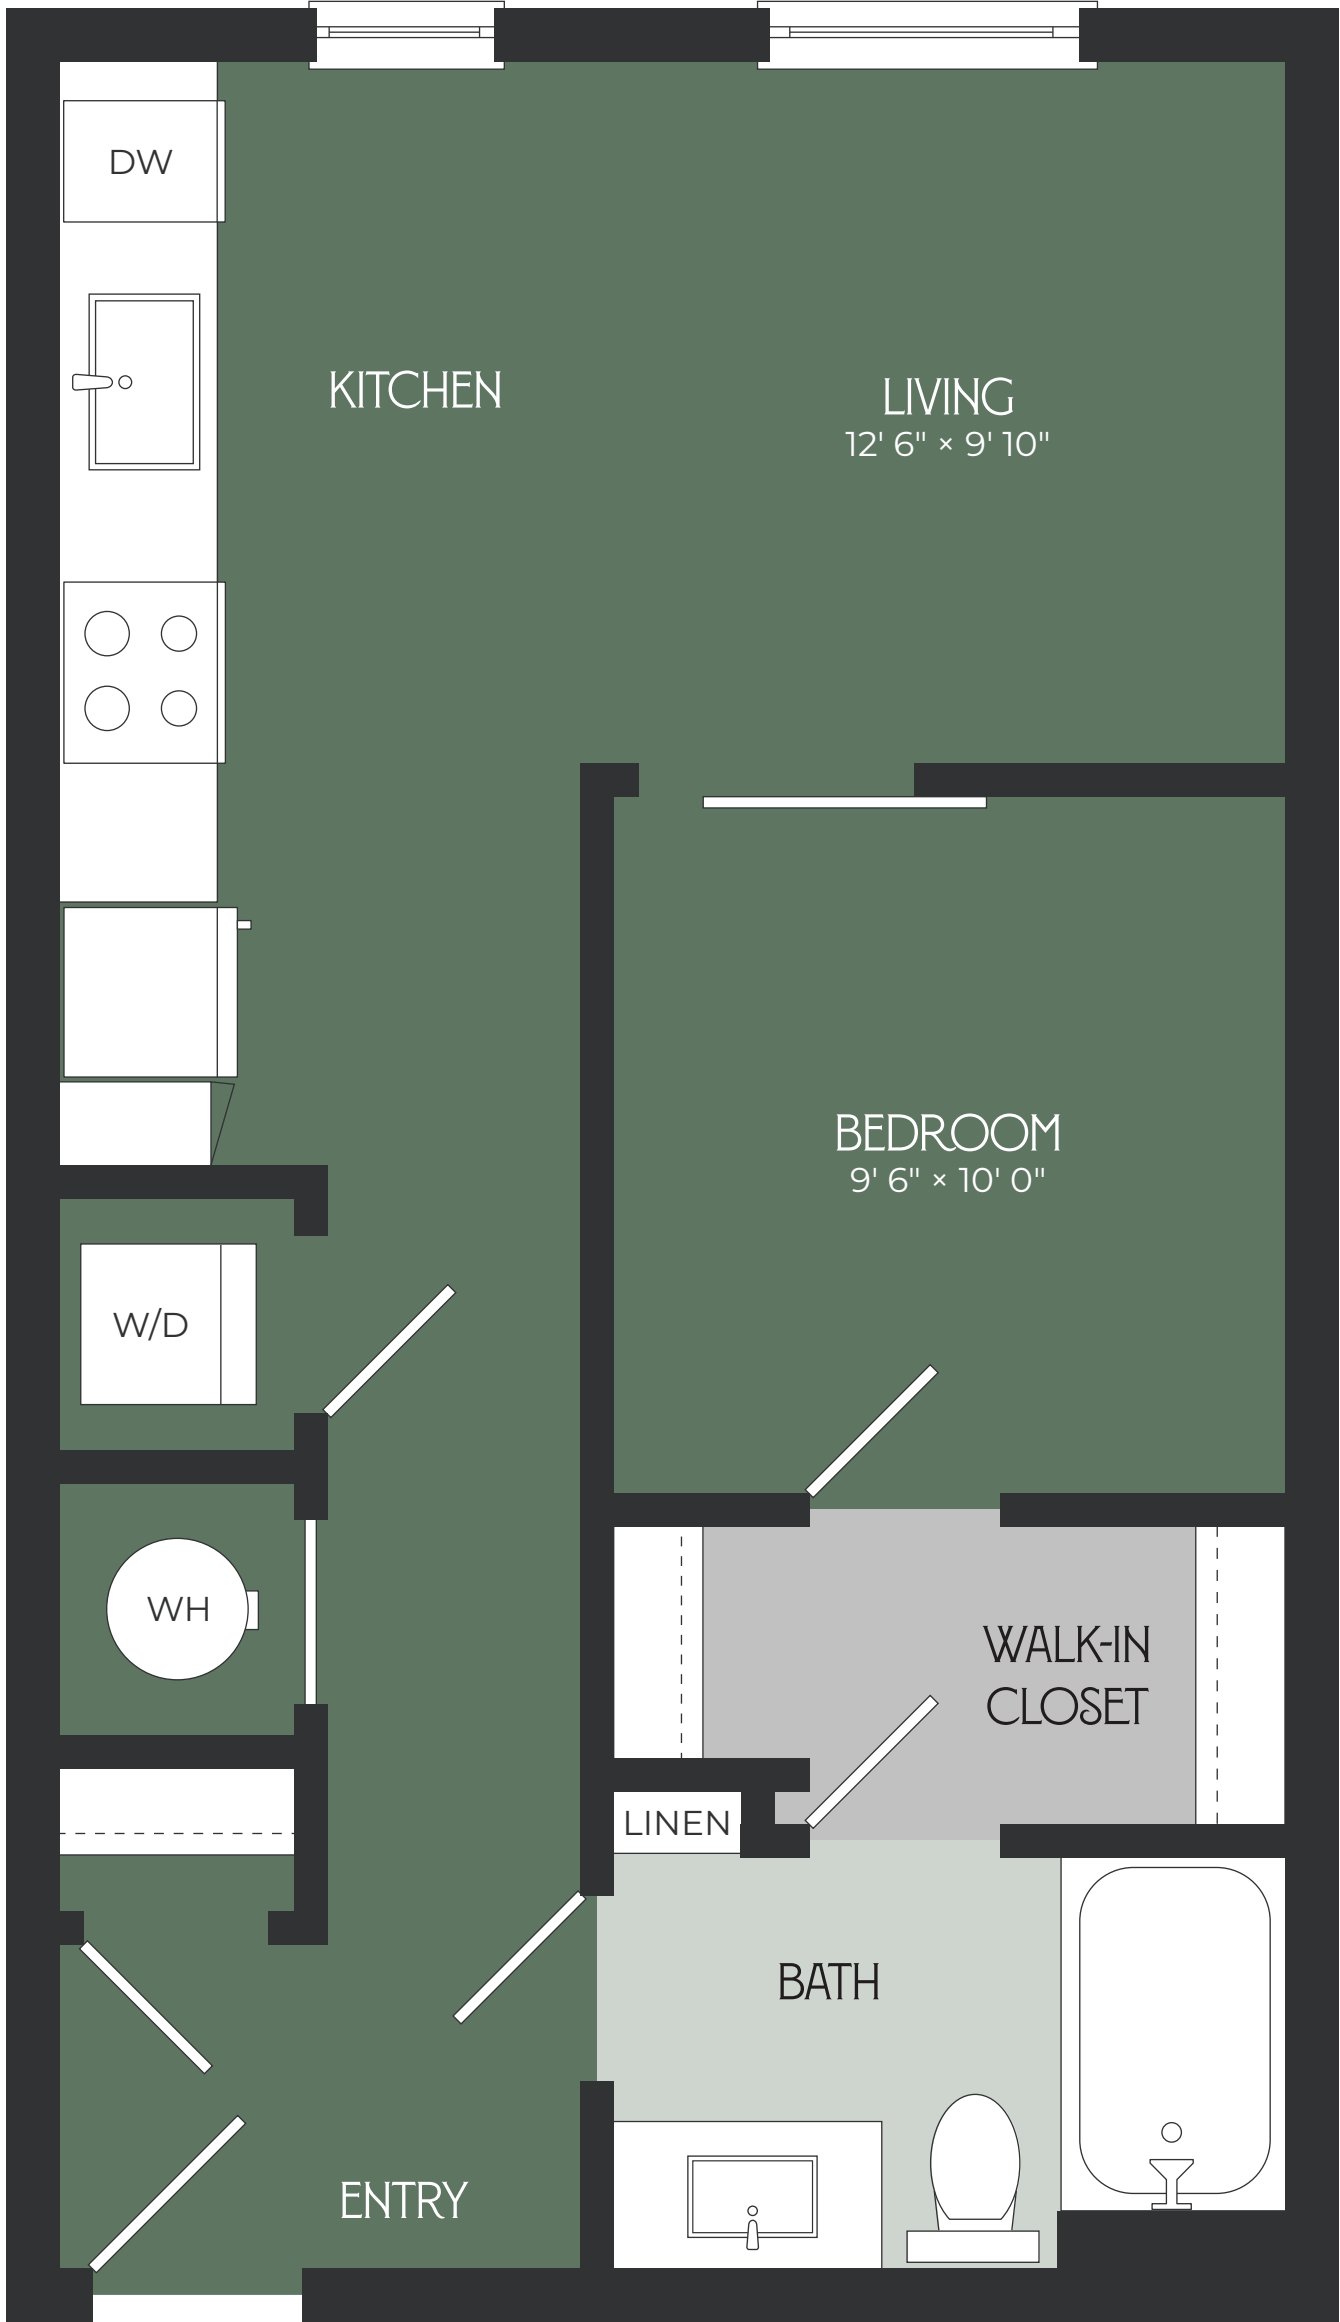 DW
KITCHEN
LIVING
12' 6" × 9' 10"
BEDROOM
9' 6" × 10' 0"
W/D
WH
WALK-IN
CLOSET
LINEN
BATH
ENTRY